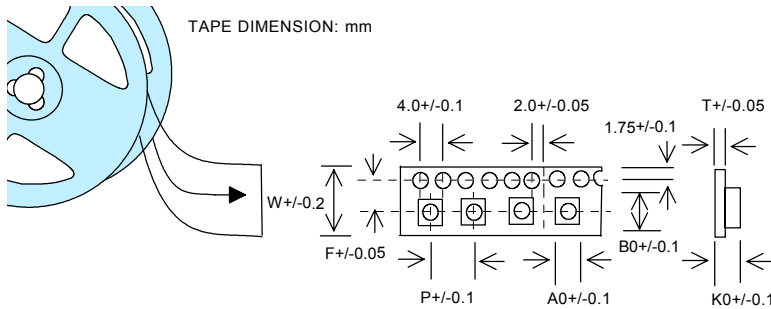 TAPE DIMENSION: mm
4.0+/-0.1
2.0+/-0.05
T+/-0.05
1.75+/-0.1
W+/-0.2
F+/-0.05
B0+/-0.1
P+/-0.1
A0+/-0.1
K0+/-0.1